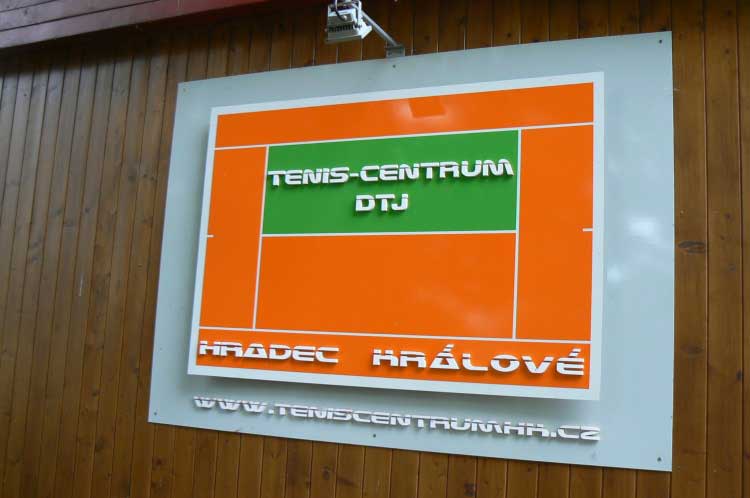 TENIS-CENTRUM
DTJ
HRADEC KRÁLOVÉ
WWW.TENISCENTRUMHK.CZ